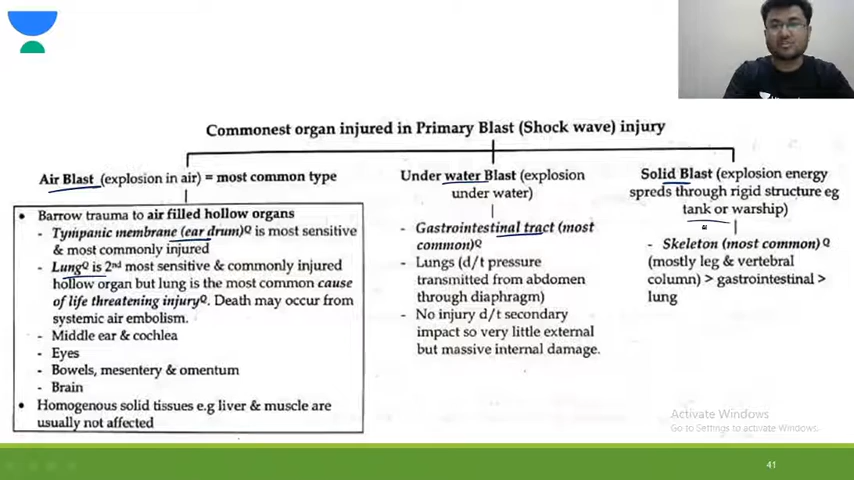 Commonest organ injured in Primary Blast (Shock wave) injury
Air Blast (explosion in air) = most common type
• Barrow trauma to air filled hollow organs
- Tympanic membrane (ear drum)Q is most sensitive
& most commonly injured
- LungQ is 2nd most sensitive & commonly injured
hollow organ but lung is the most common cause
of life threatening injuryQ. Death may occur from
systemic air embolism.
- Middle ear & cochlea
- Eyes
- Bowels, mesentery & omentum
- Brain
• Homogenous solid tissues e.g liver & muscle are
usually not affected
Under water Blast (explosion
under water)
- Gastrointestinal tract (most
common)Q
- Lungs (d/t pressure
transmitted from abdomen
through diaphragm)
- No injury d/t secondary
impact so very little external
but massive internal damage.
Solid Blast (explosion energy
spreds through rigid structure eg
tank or warship)
- Skeleton (most common) Q
(mostly leg & vertebral
column) > gastrointestinal >
lung
Activate Windows
Go to Settings to activate Windows.
41